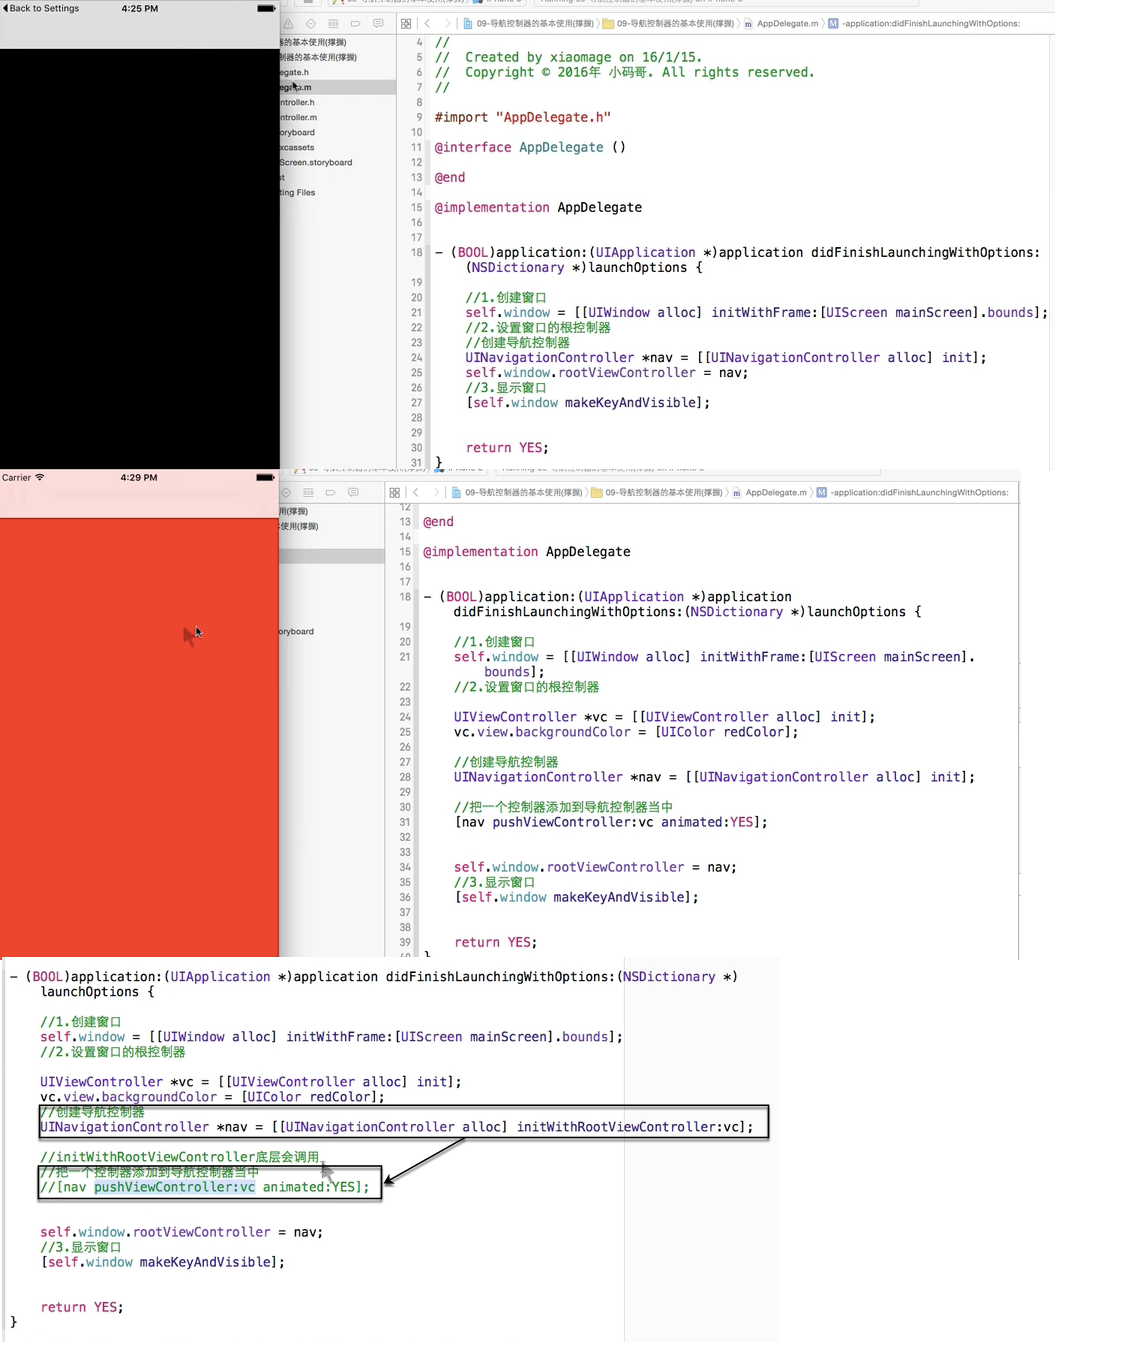 Back to Settings 4:25 PM
09-导航控制器的基本使用(撑握) 09-导航控制器的基本使用(撑握) AppDelegate.m M -application:didFinishLaunchingWithOptions:
器的基本使用(撑握)
制器的基本使用(撑握)
egate.h
egate.m
ntroller.h
ntroller.m
oryboard
xcassets
Screen.storyboard
st
ting Files
4 //
5 //  Created by xiaomage on 16/1/15.
6 //  Copyright © 2016年 小码哥. All rights reserved.
7 //
8
9 #import "AppDelegate.h"
10
11 @interface AppDelegate ()
12
13 @end
14
15 @implementation AppDelegate
16
17
18 - (BOOL)application:(UIApplication *)application didFinishLaunchingWithOptions:
(NSDictionary *)launchOptions {
19
20 //1.创建窗口
21 self.window = [[UIWindow alloc] initWithFrame:[UIScreen mainScreen].bounds];
22 //2.设置窗口的根控制器
23 //创建导航控制器
24 UINavigationController *nav = [[UINavigationController alloc] init];
25 self.window.rootViewController = nav;
26 //3.显示窗口
27 [self.window makeKeyAndVisible];
28
29
30 return YES;
31 }
Carrier 4:29 PM
09-导航控制器的基本使用(撑握) 09-导航控制器的基本使用(撑握) AppDelegate.m M -application:didFinishLaunchingWithOptions:
用(撑握)
本使用(撑握)
oryboard
12
13 @end
14
15 @implementation AppDelegate
16
17
18 - (BOOL)application:(UIApplication *)application
didFinishLaunchingWithOptions:(NSDictionary *)launchOptions {
19
20 //1.创建窗口
21 self.window = [[UIWindow alloc] initWithFrame:[UIScreen mainScreen].
bounds];
22 //2.设置窗口的根控制器
23
24 UIViewController *vc = [[UIViewController alloc] init];
25 vc.view.backgroundColor = [UIColor redColor];
26
27 //创建导航控制器
28 UINavigationController *nav = [[UINavigationController alloc] init];
29
30 //把一个控制器添加到导航控制器当中
31 [nav pushViewController:vc animated:YES];
32
33
34 self.window.rootViewController = nav;
35 //3.显示窗口
36 [self.window makeKeyAndVisible];
37
38
39 return YES;
- (BOOL)application:(UIApplication *)application didFinishLaunchingWithOptions:(NSDictionary *)
launchOptions {
//1.创建窗口
self.window = [[UIWindow alloc] initWithFrame:[UIScreen mainScreen].bounds];
//2.设置窗口的根控制器
UIViewController *vc = [[UIViewController alloc] init];
vc.view.backgroundColor = [UIColor redColor];
//创建导航控制器
UINavigationController *nav = [[UINavigationController alloc] initWithRootViewController:vc];
//initWithRootViewController底层会调用
//把一个控制器添加到导航控制器当中
//[nav pushViewController:vc animated:YES];
self.window.rootViewController = nav;
//3.显示窗口
[self.window makeKeyAndVisible];
return YES;
}